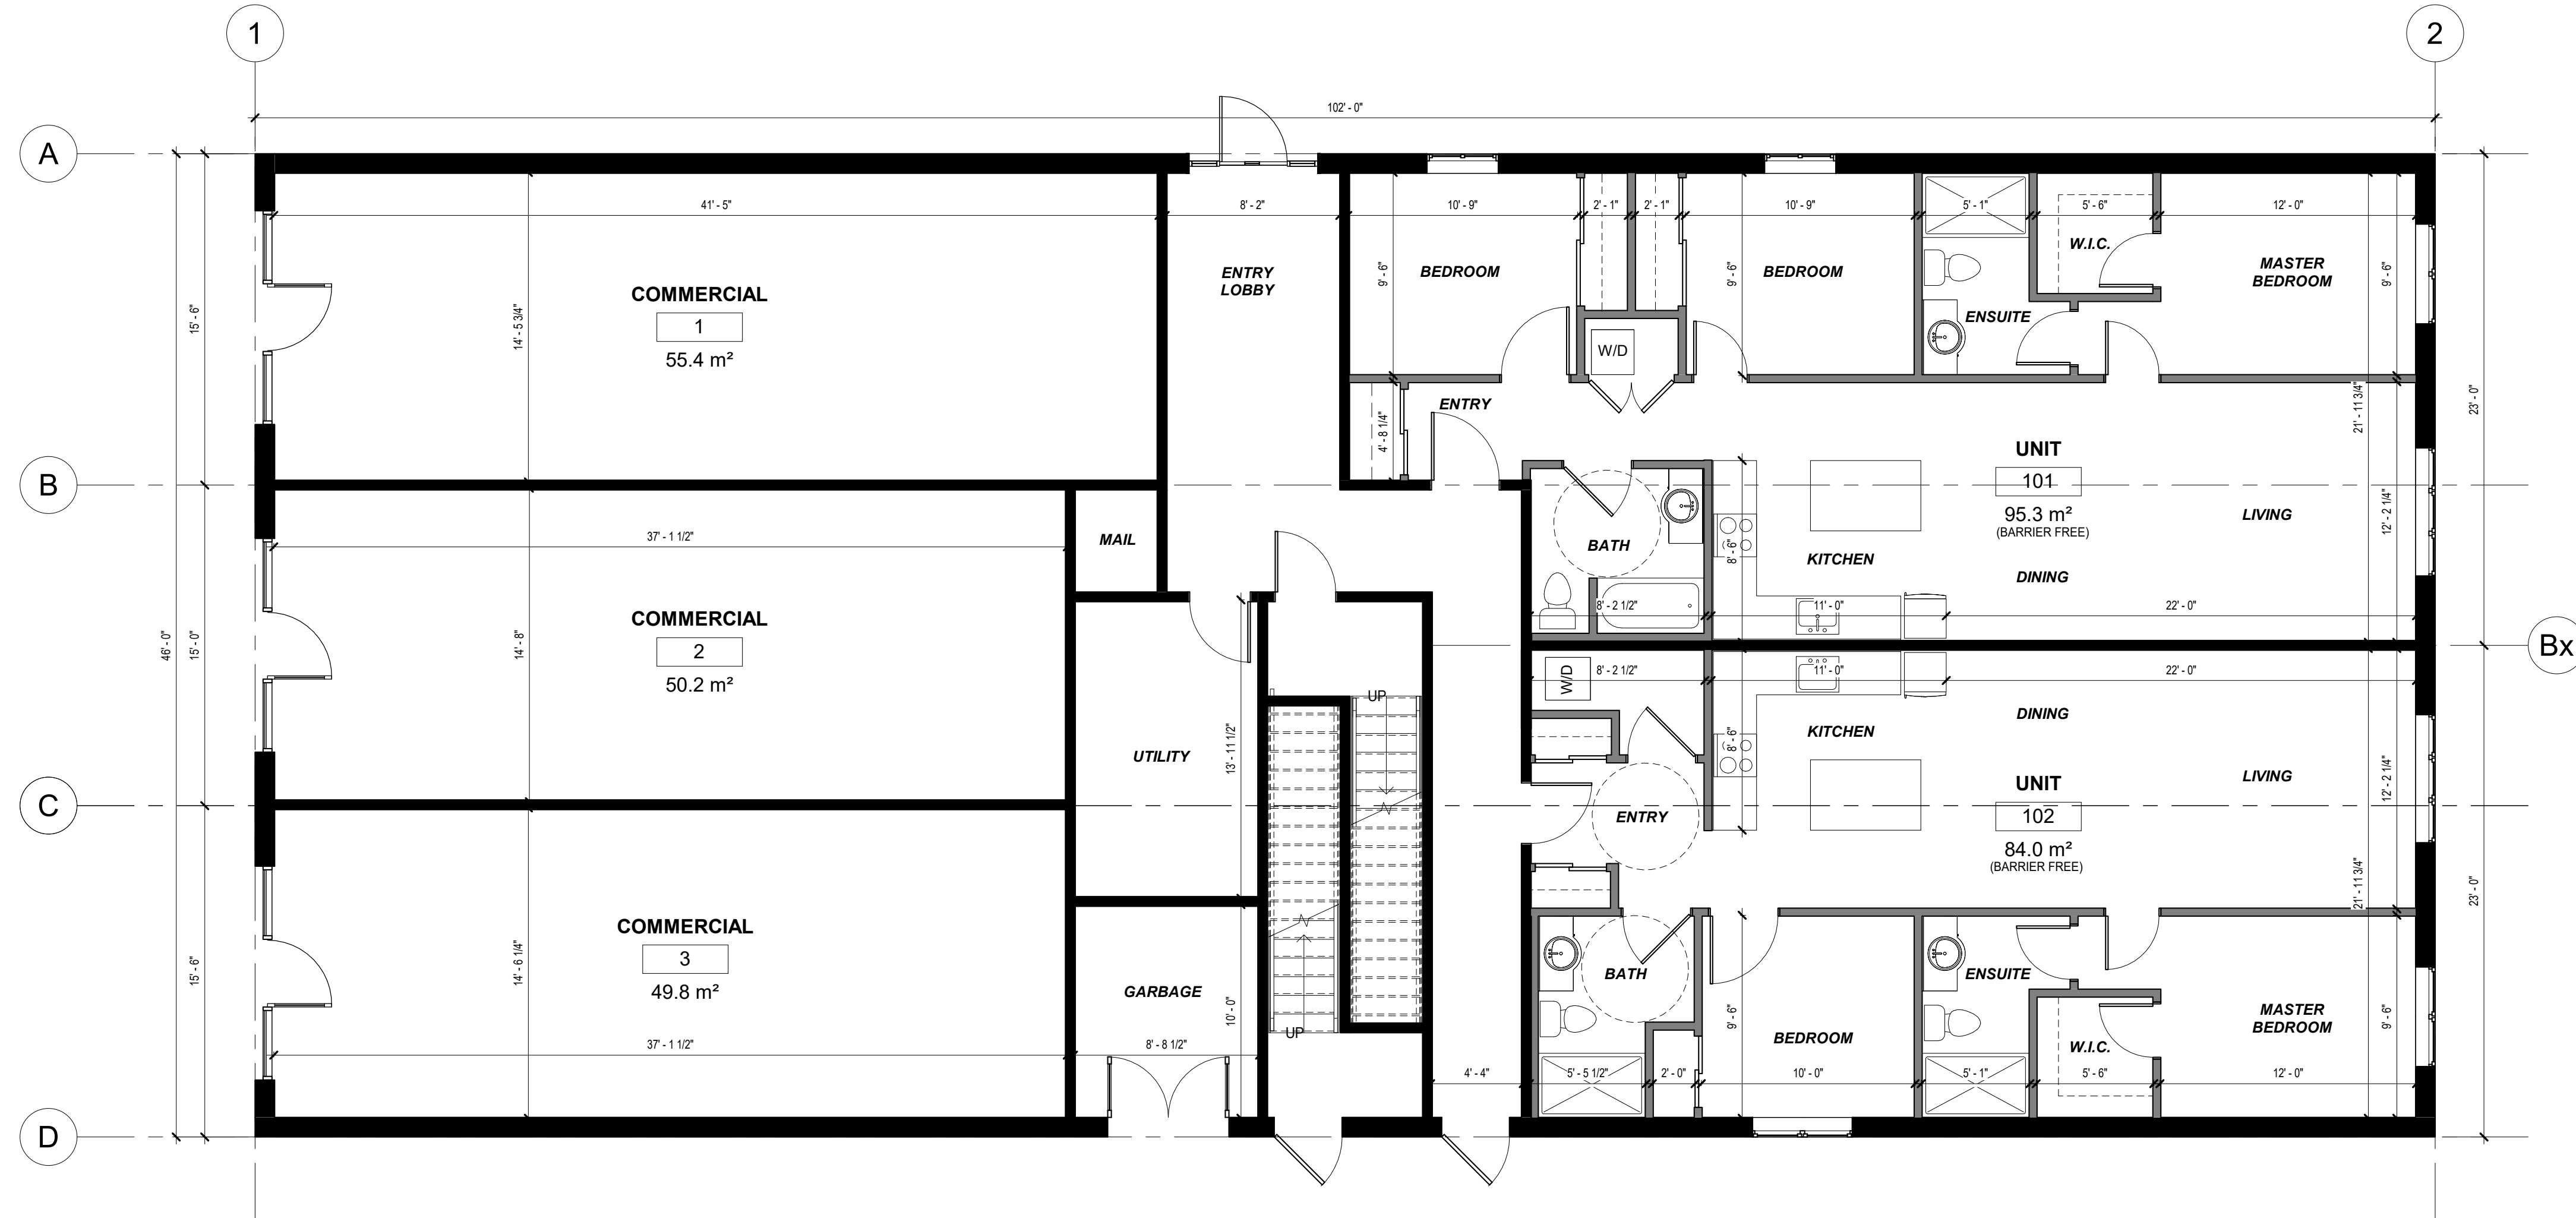 1
2
102' - 0"
A
B
C
D
Bx
46' - 0"
15' - 6"
15' - 0"
15' - 6"
23' - 0"
23' - 0"
41' - 5"
14' - 5 3/4"
COMMERCIAL
1
55.4 m²
37' - 1 1/2"
14' - 8"
COMMERCIAL
2
50.2 m²
COMMERCIAL
3
49.8 m²
14' - 6 1/4"
37' - 1 1/2"
8' - 2"
ENTRY
LOBBY
MAIL
UTILITY
13' - 11 1/2"
GARBAGE
10' - 0"
8' - 8 1/2"
UP
UP
4' - 4"
10' - 9"
2' - 1"
2' - 1"
10' - 9"
5' - 1"
5' - 6"
12' - 0"
9' - 6"
BEDROOM
9' - 6"
BEDROOM
W.I.C.
ENSUITE
MASTER
BEDROOM
9' - 6"
W/D
ENTRY
4' - 8 1/4"
21' - 11 3/4"
UNIT
101
95.3 m²
(BARRIER FREE)
LIVING
12' - 2 1/4"
BATH
8' - 6"
KITCHEN
DINING
8' - 2 1/2"
11' - 0"
22' - 0"
W/D
8' - 2 1/2"
11' - 0"
22' - 0"
DINING
KITCHEN
8' - 6"
UNIT
102
84.0 m²
(BARRIER FREE)
LIVING
12' - 2 1/4"
21' - 11 3/4"
ENTRY
BATH
ENSUITE
BEDROOM
9' - 6"
W.I.C.
MASTER
BEDROOM
9' - 6"
5' - 5 1/2"
2' - 0"
10' - 0"
5' - 1"
5' - 6"
12' - 0"